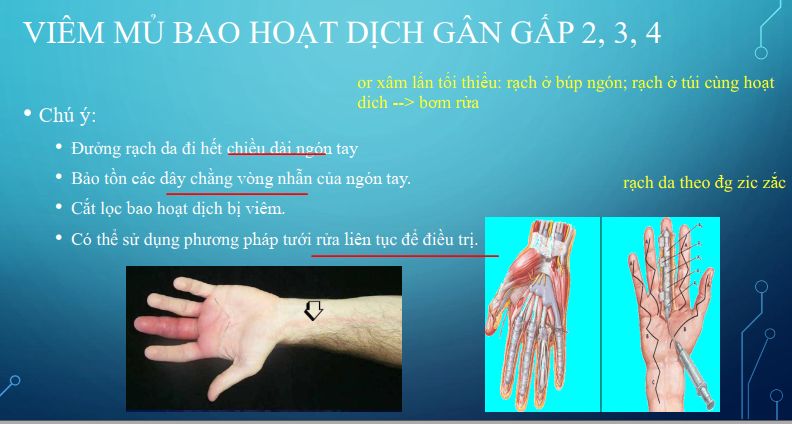 VIÊM MỦ BAO HOẠT DỊCH GÂN GẤP 2, 3, 4
or xâm lấn tối thiểu: rạch ở búp ngón; rạch ở túi cùng hoạt
dich --> bơm rửa
• Chú ý:
• Đường rạch da đi hết chiều dài ngón tay
• Bảo tồn các dây chằng vòng nhẫn của ngón tay.
rạch da theo đg zic zắc
• Cắt lọc bao hoạt dịch bị viêm.
• Có thể sử dụng phương pháp tưới rửa liên tục để điều trị.